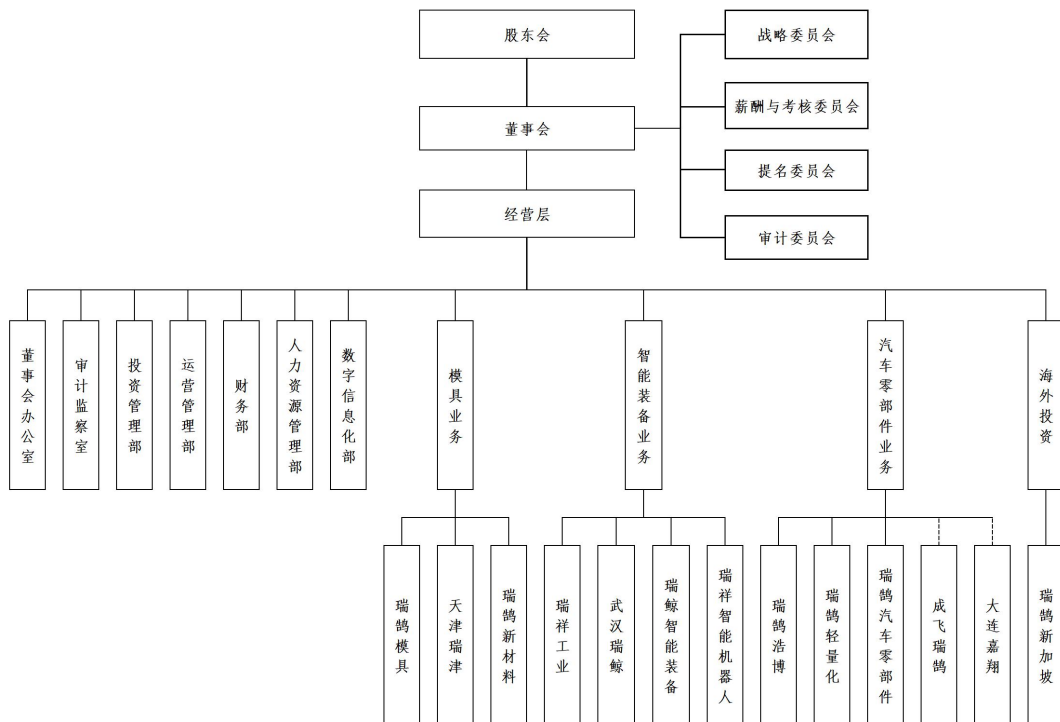 股东会
战略委员会
薪酬与考核委员会
董事会
提名委员会
经营层
审计委员会
董事会办公室
审计监察室
投资管理部
运营管理部
财务部
人力资源管理部
数字信息化部
模具业务
智能装备业务
汽车零部件业务
海外投资
瑞鹄模具
天津瑞津
瑞鹄新材料
瑞祥工业
武汉瑞鲸
瑞鲸智能装备
瑞祥智能机器人
瑞鹄浩博
瑞鹄轻量化
瑞鹄汽车零部件
成飞瑞鹄
大连嘉翔
瑞鹄新加坡